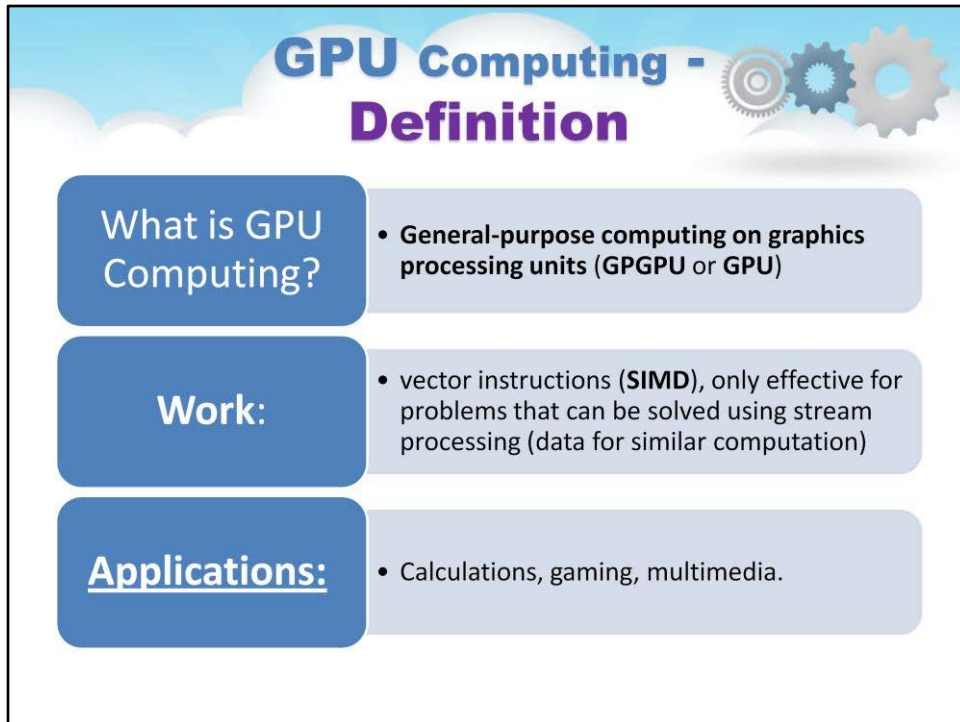 GPU Computing -
Definition
What is GPU
Computing?
• General-purpose computing on graphics
processing units (GPGPU or GPU)
Work:
• vector instructions (SIMD), only effective for
problems that can be solved using stream
processing (data for similar computation)
Applications:
• Calculations, gaming, multimedia.